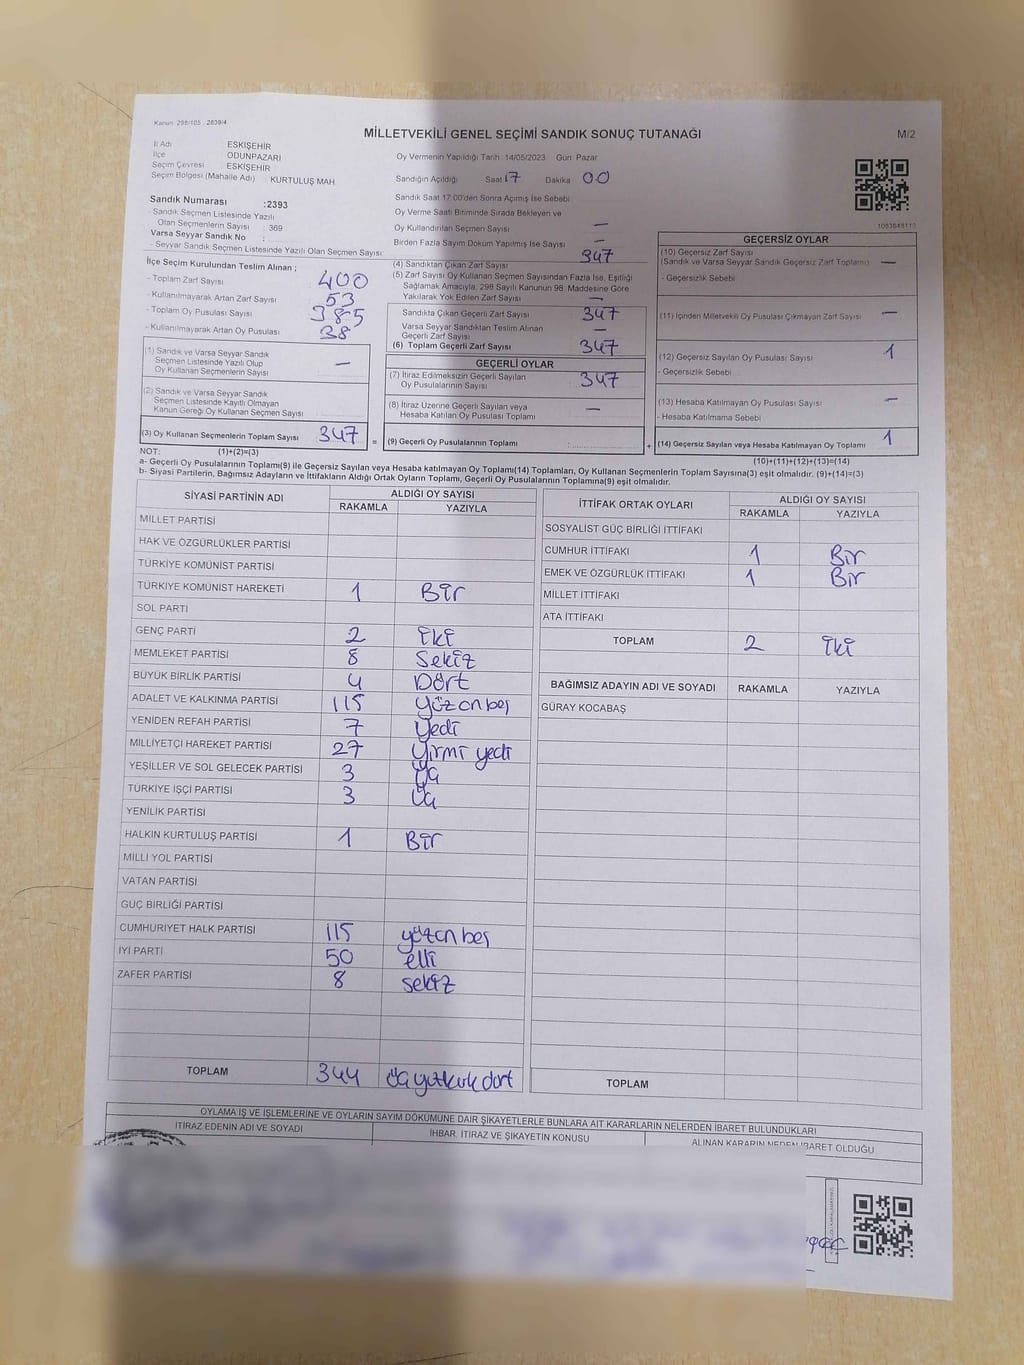 Kanun 298/105 , 2839/4
MİLLETVEKİLİ GENEL SEÇİMİ SANDIK SONUÇ TUTANAĞI
M/2
İl Adı ESKİŞEHİR
İlçe ODUNPAZARI
Seçim Çevresi ESKİŞEHİR
Seçim Bölgesi (Mahalle Adı) KURTULUŞ MAH.
Sandık Numarası :2393
- Sandık Seçmen Listesinde Yazılı
Olan Seçmenlerin Sayısı : 369
Varsa Seyyar Sandık No :
- Seyyar Sandık Seçmen Listesinde Yazılı Olan Seçmen Sayısı:
İlçe Seçim Kurulundan Teslim Alınan ;
- Toplam Zarf Sayısı 400
- Kullanılmayarak Artan Zarf Sayısı 53
- Toplam Oy Pusulası Sayısı 385
- Kullanılmayarak Artan Oy Pusulası 38
(1) Sandık ve Varsa Seyyar Sandık
Seçmen Listesinde Yazılı Olup
Oy Kullanan Seçmenlerin Sayısı —
(2) Sandık ve Varsa Seyyar Sandık
Seçmen Listesinde Kayıtlı Olmayan
Kanun Gereği Oy Kullanan Seçmen Sayısı
(3) Oy Kullanan Seçmenlerin Toplam Sayısı 347 =
Oy Vermenin Yapıldığı Tarih 14/05/2023 Gün Pazar
Sandığın Açıldığı Saat 17 Dakika 00
Sandık Saat 17:00'den Sonra Açılmış İse Sebebi
Oy Verme Saati Bitiminde Sırada Bekleyen ve
Oy Kullandırılan Seçmen Sayısı —
Birden Fazla Sayım Döküm Yapılmış İse Sayısı —
(4) Sandıktan Çıkan Zarf Sayısı 347
(5) Zarf Sayısı Oy Kullanan Seçmen Sayısından Fazla İse, Eşitliği
Sağlamak Amacıyla, 298 Sayılı Kanunun 98. Maddesine Göre
Yakılarak Yok Edilen Zarf Sayısı —
Sandıkta Çıkan Geçerli Zarf Sayısı 347
Varsa Seyyar Sandıktan Teslim Alınan
Geçerli Zarf Sayısı —
(6) Toplam Geçerli Zarf Sayısı 347
GEÇERLİ OYLAR
(7) İtiraz Edilmeksizin Geçerli Sayılan
Oy Pusulalarının Sayısı 347
(8) İtiraz Üzerine Geçerli Sayılan veya
Hesaba Katılan Oy Pusulası Toplamı —
(9) Geçerli Oy Pusulalarının Toplamı : +
1083648113
GEÇERSİZ OYLAR
(10) Geçersiz Zarf Sayısı
(Sandık ve Varsa Seyyar Sandık Geçersiz Zarf Toplamı) —
- Geçersizlik Sebebi
(11) İçinden Milletvekili Oy Pusulası Çıkmayan Zarf Sayısı —
(12) Geçersiz Sayılan Oy Pusulası Sayısı 1
- Geçersizlik Sebebi
(13) Hesaba Katılmayan Oy Pusulası Sayısı —
- Hesaba Katılmama Sebebi
(14) Geçersiz Sayılan veya Hesaba Katılmayan Oy Toplamı 1
NOT: (1)+(2)=(3)
(10)+(11)+(12)+(13)=(14)
a- Geçerli Oy Pusulalarının Toplamı(9) ile Geçersiz Sayılan veya Hesaba katılmayan Oy Toplamı(14) Toplamları, Oy Kullanan Seçmenlerin Toplam Sayısına(3) eşit olmalıdır. (9)+(14)=(3)
b- Siyasi Partilerin, Bağımsız Adayların ve İttifakların Aldığı Ortak Oyların Toplamı, Geçerli Oy Pusulalarının Toplamına(9) eşit olmalıdır.
SİYASİ PARTİNİN ADI ALDIĞI OY SAYISI
RAKAMLA YAZIYLA
MİLLET PARTİSİ
HAK VE ÖZGÜRLÜKLER PARTİSİ
TÜRKİYE KOMÜNİST PARTİSİ
TÜRKİYE KOMÜNİST HAREKETİ 1 Bir
SOL PARTİ
GENÇ PARTİ 2 iki
MEMLEKET PARTİSİ 8 Sekiz
BÜYÜK BİRLİK PARTİSİ 4 Dört
ADALET VE KALKINMA PARTİSİ 115 yüzonbeş
YENİDEN REFAH PARTİSİ 7 Yedi
MİLLİYETÇİ HAREKET PARTİSİ 27 Yirmi yedi
YEŞİLLER VE SOL GELECEK PARTİSİ 3 Üç
TÜRKİYE İŞÇİ PARTİSİ 3 Üç
YENİLİK PARTİSİ
HALKIN KURTULUŞ PARTİSİ 1 Bir
MİLLİ YOL PARTİSİ
VATAN PARTİSİ
GÜÇ BİRLİĞİ PARTİSİ
CUMHURİYET HALK PARTİSİ 115 yüzon beş
İYİ PARTİ 50 elli
ZAFER PARTİSİ 8 sekiz
TOPLAM 344 üçyüzkırk dört
İTTİFAK ORTAK OYLARI ALDIĞI OY SAYISI
RAKAMLA YAZIYLA
SOSYALİST GÜÇ BİRLİĞİ İTTİFAKI
CUMHUR İTTİFAKI 1 Bir
EMEK VE ÖZGÜRLÜK İTTİFAKI 1 Bir
MİLLET İTTİFAKI
ATA İTTİFAKI
TOPLAM 2 iki
BAĞIMSIZ ADAYIN ADI VE SOYADI RAKAMLA YAZIYLA
GÜRAY KOCABAŞ
TOPLAM
OYLAMA İŞ VE İŞLEMLERİNE VE OYLARIN SAYIM DÖKÜMÜNE DAİR ŞİKAYETLERLE BUNLARA AİT KARARLARIN NELERDEN İBARET BULUNDUKLARI
İTİRAZ EDENİN ADI VE SOYADI İHBAR, İTİRAZ VE ŞİKAYETİN KONUSU ALINAN KARARIN NEDEN İBARET OLDUĞU